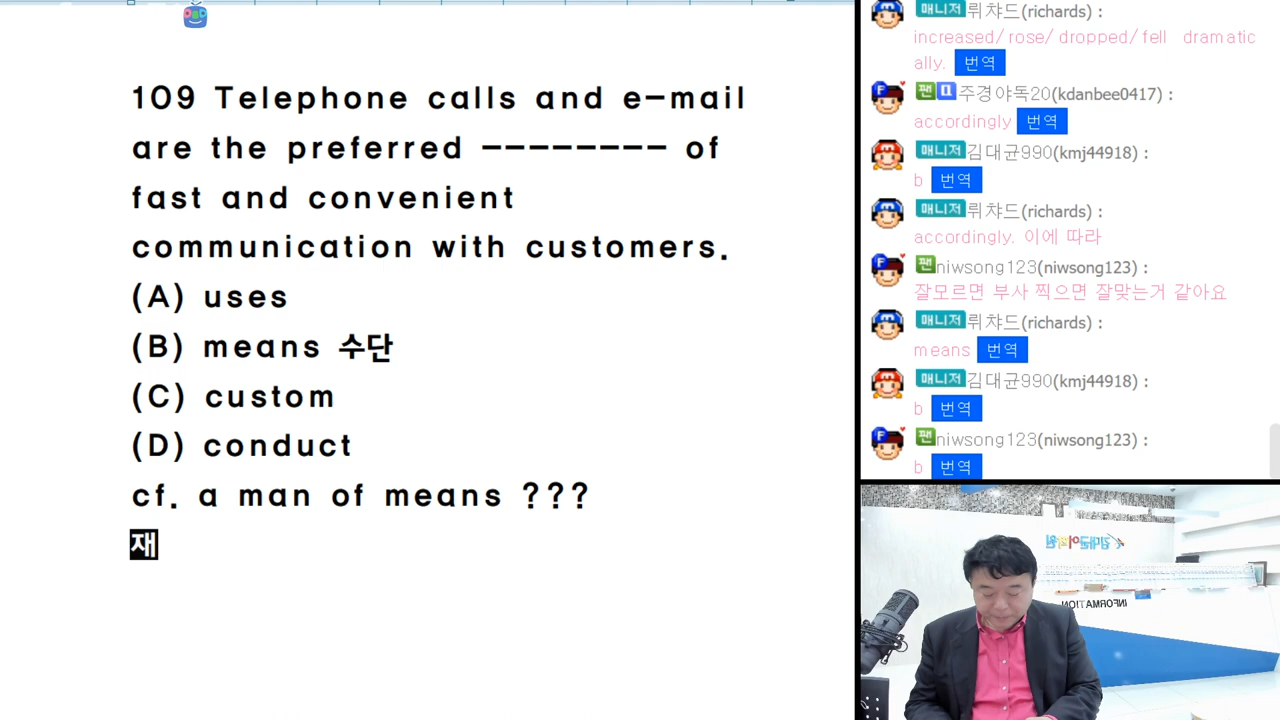 109 Telephone calls and e-mail
are the preferred -------- of
fast and convenient
communication with customers.
(A) uses
(B) means 수단
(C) custom
(D) conduct
cf. a man of means ???
재
매니저 뤼챠드(richards) :
increased/rose/dropped/fell dramatic
ally. 번역
팬 주경야독20(kdanbee0417) :
accordingly 번역
매니저 김대균990(kmj44918) :
b 번역
매니저 뤼챠드(richards) :
accordingly. 이에 따라
팬 niwsong123(niwsong123) :
잘모르면 부사 찍으면 잘맞는거 같아요
매니저 뤼챠드(richards) :
means 번역
매니저 김대균990(kmj44918) :
b 번역
팬 niwsong123(niwsong123) :
b 번역
INFORMATION